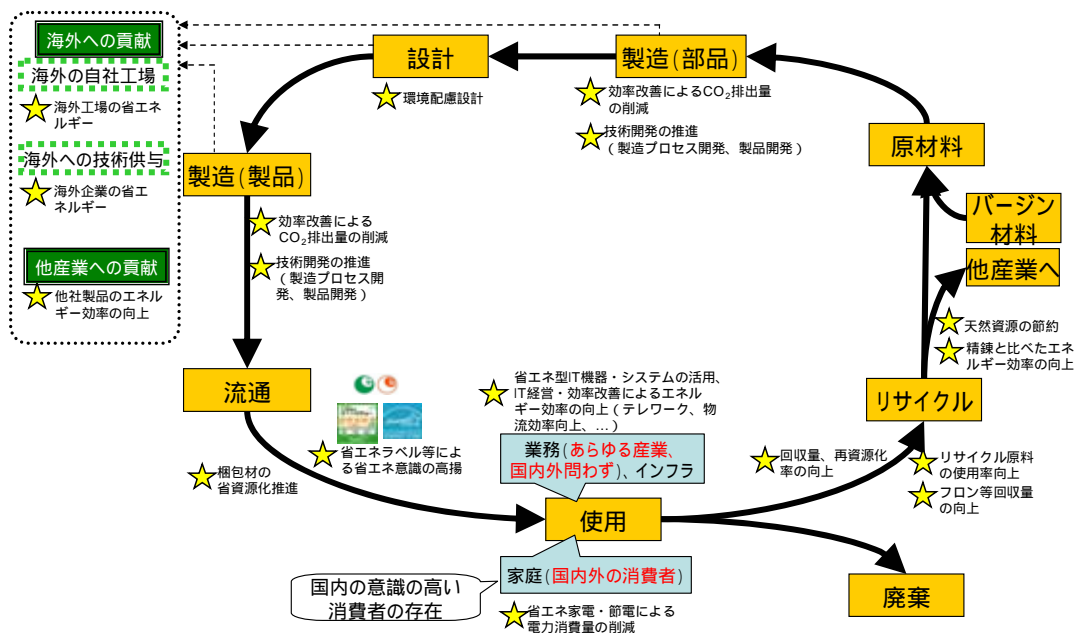 海外への貢献
海外の自社工場
海外工場の省エネ
ルギー
海外への技術供与
海外企業の省エ
ネルギー
他産業への貢献
他社製品のエネル
ギー効率の向上
設計
環境配慮設計
製造(部品)
効率改善によるCO₂排出量
の削減
技術開発の推進
(製造プロセス開発、製品開発)
原材料
バージン
材料
他産業へ
天然資源の節約
精錬と比べたエネ
ルギー効率の向上
製造(製品)
効率改善による
CO₂排出量の削減
技術開発の推進
(製造プロセス開
発、製品開発)
流通
省エネラベル等によ
る省エネ意識の高揚
梱包材の
省資源化推進
省エネ型IT機器・システムの活用、
IT経営・効率改善によるエネル
ギー効率の向上(テレワーク、物
流効率向上、…)
業務(あらゆる産業、
国内外問わず)、インフラ
使用
家庭(国内外の消費者)
国内の意識の高い
消費者の存在
省エネ家電・節電による
電力消費量の削減
リサイクル
回収量、再資源化
率の向上
リサイクル原料
の使用率向上
フロン等回収量
の向上
廃棄